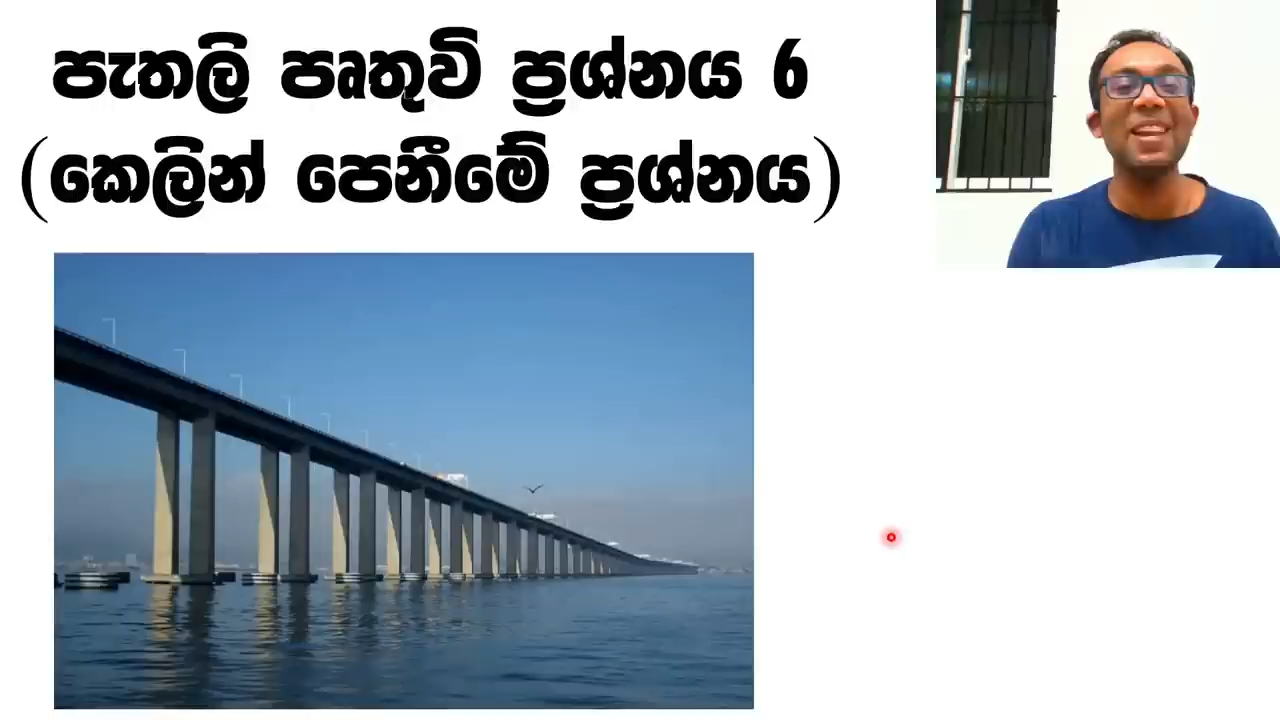 පැතලි පෘතුවි ප්‍රශ්නය 6
(කෙලින් පෙනීමේ ප්‍රශ්නය)